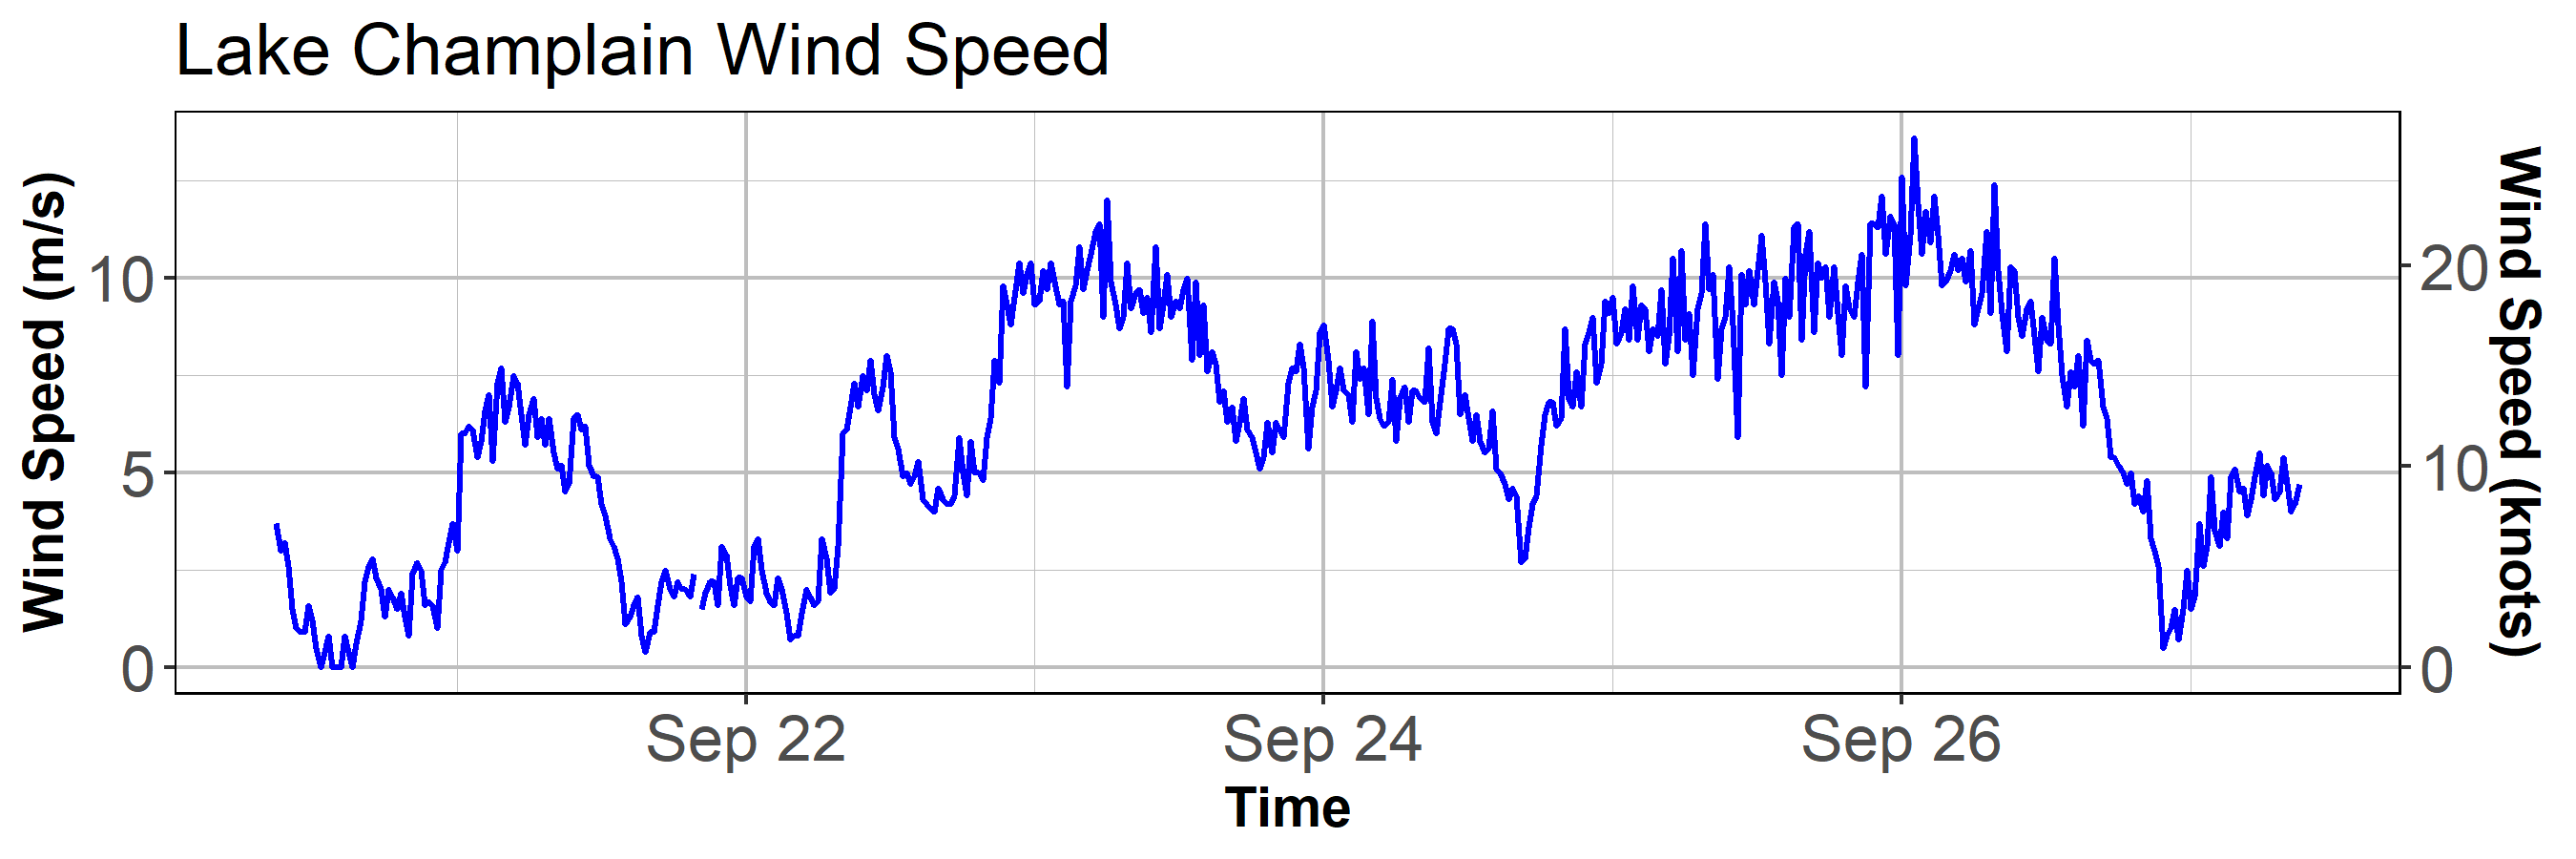 Lake Champlain Wind Speed
Wind Speed (m/s)
10
5
0
20
10
0
Wind Speed (knots)
Sep 22
Sep 24
Sep 26
Time